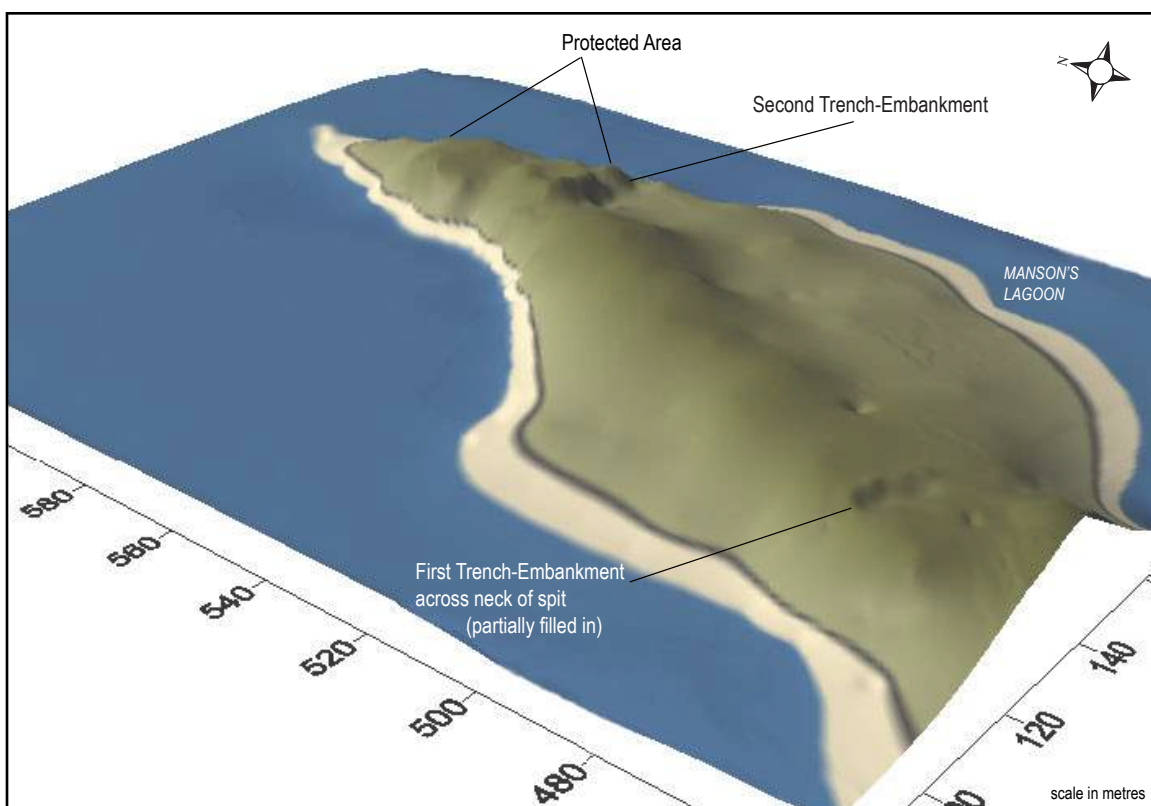 Protected Area
N
Second Trench-Embankment
MANSON'S
LAGOON
First Trench-Embankment
across neck of spit
(partially filled in)
580
560
540
520
500
480
140
120
scale in metres